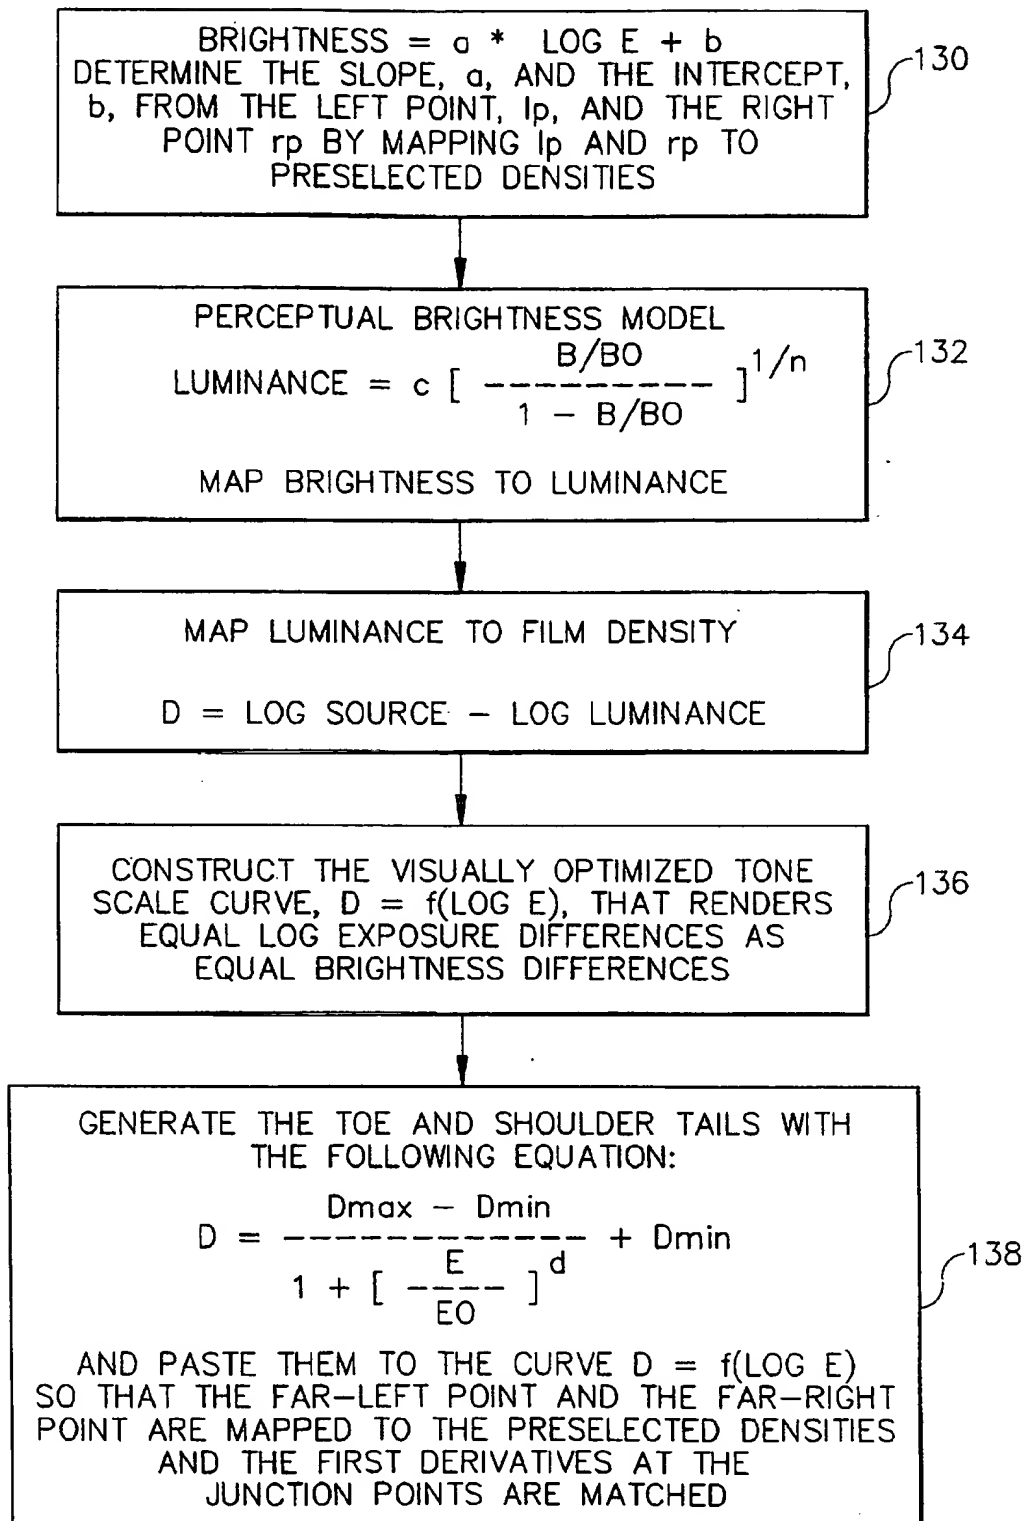 BRIGHTNESS = a * LOG E + b
DETERMINE THE SLOPE, a, AND THE INTERCEPT,
b, FROM THE LEFT POINT, lp, AND THE RIGHT
POINT rp BY MAPPING lp AND rp TO
PRESELECTED DENSITIES
130
PERCEPTUAL BRIGHTNESS MODEL
LUMINANCE = c [ B/BO / 1 - B/BO ]^1/n
MAP BRIGHTNESS TO LUMINANCE
132
MAP LUMINANCE TO FILM DENSITY
D = LOG SOURCE - LOG LUMINANCE
134
CONSTRUCT THE VISUALLY OPTIMIZED TONE
SCALE CURVE, D = f(LOG E), THAT RENDERS
EQUAL LOG EXPOSURE DIFFERENCES AS
EQUAL BRIGHTNESS DIFFERENCES
136
GENERATE THE TOE AND SHOULDER TAILS WITH
THE FOLLOWING EQUATION:
D = Dmax - Dmin / 1 + [ E / EO ]^d + Dmin
AND PASTE THEM TO THE CURVE D = f(LOG E)
SO THAT THE FAR-LEFT POINT AND THE FAR-RIGHT
POINT ARE MAPPED TO THE PRESELECTED DENSITIES
AND THE FIRST DERIVATIVES AT THE
JUNCTION POINTS ARE MATCHED
138